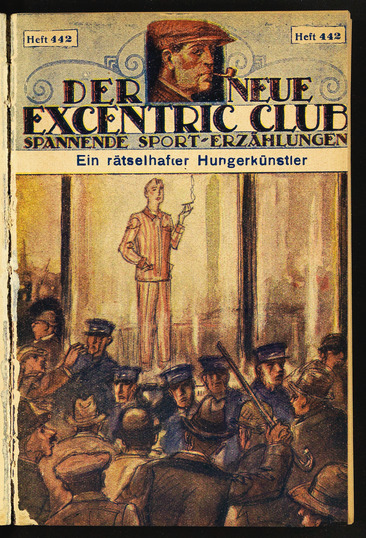 Heft 442
Heft 442
DER NEUE
EXCENTRIC CLUB
SPANNENDE SPORT-ERZÄHLUNGEN
Ein rätselhafter Hungerkünstler